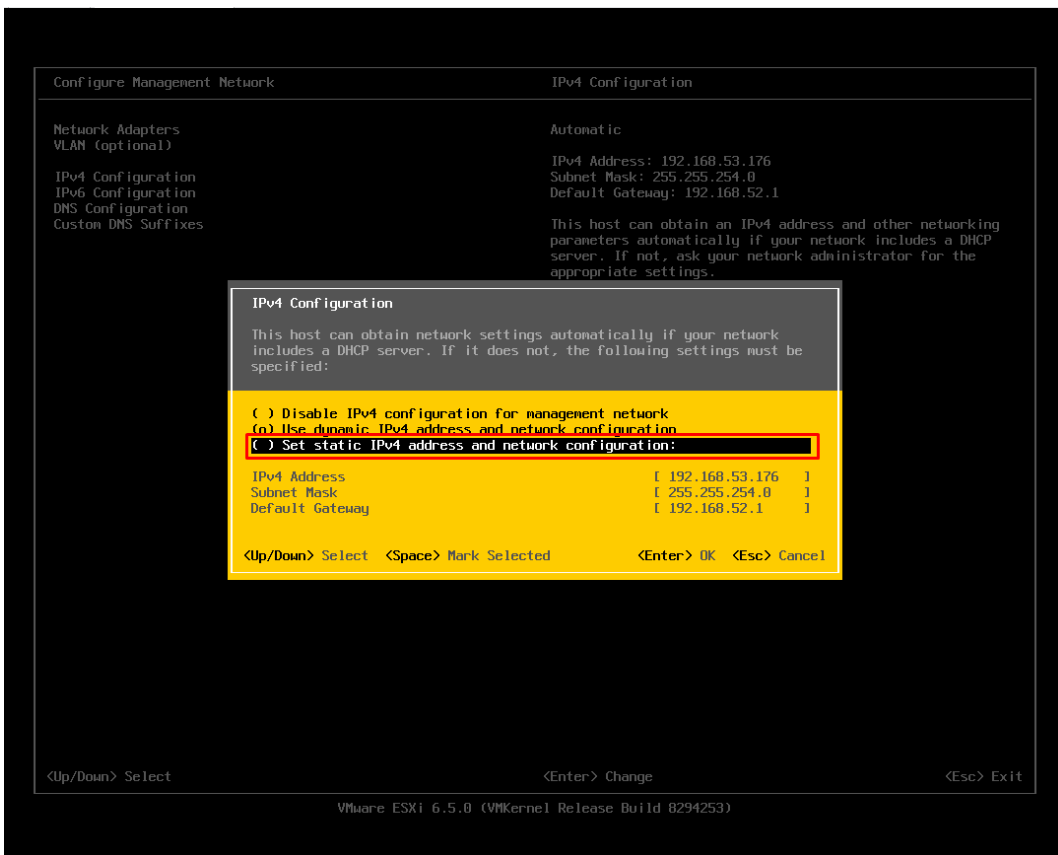 Configure Management Network
IPv4 Configuration
Network Adapters
VLAN (optional)
IPv4 Configuration
IPv6 Configuration
DNS Configuration
Custom DNS Suffixes
Automatic
IPv4 Address: 192.168.53.176
Subnet Mask: 255.255.254.0
Default Gateway: 192.168.52.1
This host can obtain an IPv4 address and other networking
parameters automatically if your network includes a DHCP
server. If not, ask your network administrator for the
appropriate settings.
IPv4 Configuration
This host can obtain network settings automatically if your network
includes a DHCP server. If it does not, the following settings must be
specified:
( ) Disable IPv4 configuration for management network
(o) Use dynamic IPv4 address and network configuration
( ) Set static IPv4 address and network configuration:
IPv4 Address [ 192.168.53.176 ]
Subnet Mask [ 255.255.254.0 ]
Default Gateway [ 192.168.52.1 ]
<Up/Down> Select <Space> Mark Selected <Enter> OK <Esc> Cancel
<Up/Down> Select <Enter> Change <Esc> Exit
VMware ESXi 6.5.0 (VMKernel Release Build 8294253)